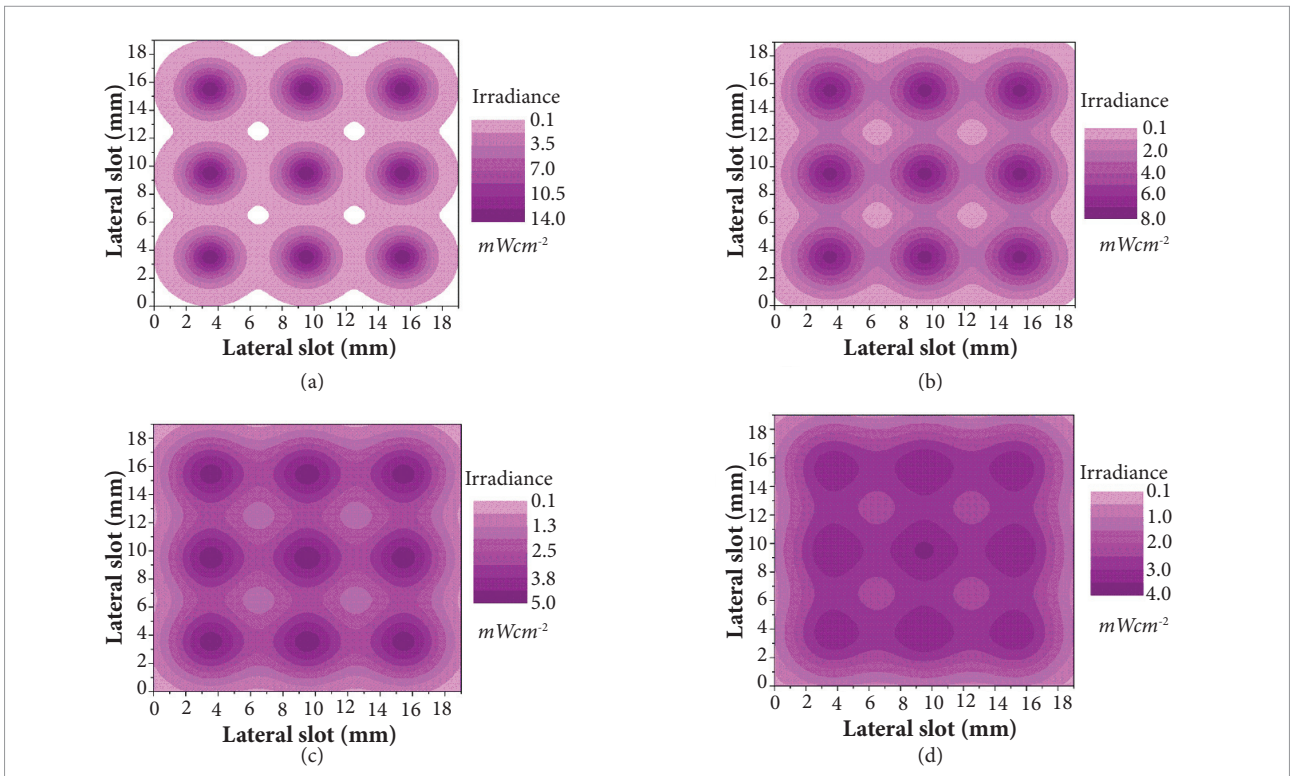 18
16
14
12
10
8
6
4
2
0
Lateral slot (mm)
0 2 4 6 8 10 12 14 16 18
Lateral slot (mm)
(a)
Irradiance
0.1
3.5
7.0
10.5
14.0
mWcm-2
18
16
14
12
10
8
6
4
2
0
Lateral slot (mm)
0 2 4 6 8 10 12 14 16 18
Lateral slot (mm)
(b)
Irradiance
0.1
2.0
4.0
6.0
8.0
mWcm-2
18
16
14
12
10
8
6
4
2
0
Lateral slot (mm)
0 2 4 6 8 10 12 14 16 18
Lateral slot (mm)
(c)
Irradiance
0.1
1.3
2.5
3.8
5.0
mWcm-2
18
16
14
12
10
8
6
4
2
0
Lateral slot (mm)
0 2 4 6 8 10 12 14 16 18
Lateral slot (mm)
(d)
Irradiance
0.1
1.0
2.0
3.0
4.0
mWcm-2